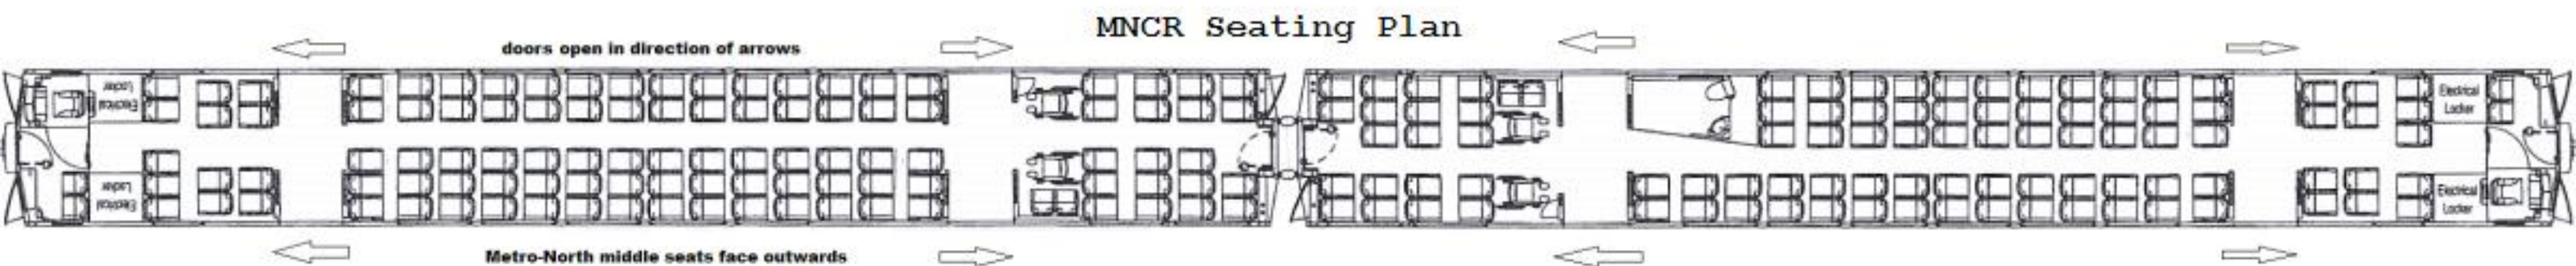 MNCR Seating Plan
doors open in direction of arrows
Electrical
Locker
Electrical
Locker
Electrical
Locker
Electrical
Locker
Metro-North middle seats face outwards